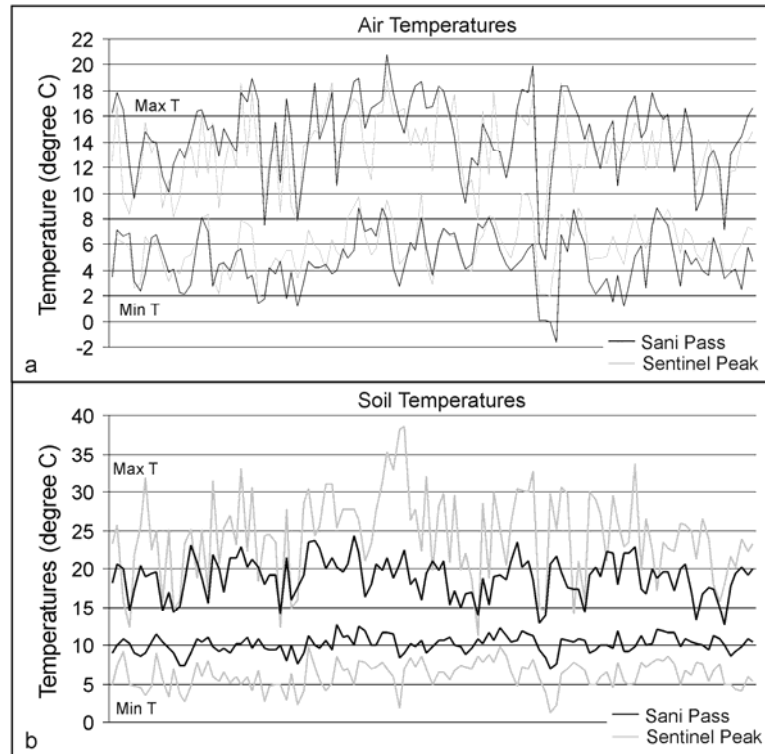 Air Temperatures
Temperature (degree C)
22
20
18
16
14
12
10
8
6
4
2
0
-2
Max T
Min T
Sani Pass
Sentinel Peak
a
Soil Temperatures
Temperatures (degree C)
40
35
30
25
20
15
10
5
0
Max T
Min T
Sani Pass
Sentinel Peak
b